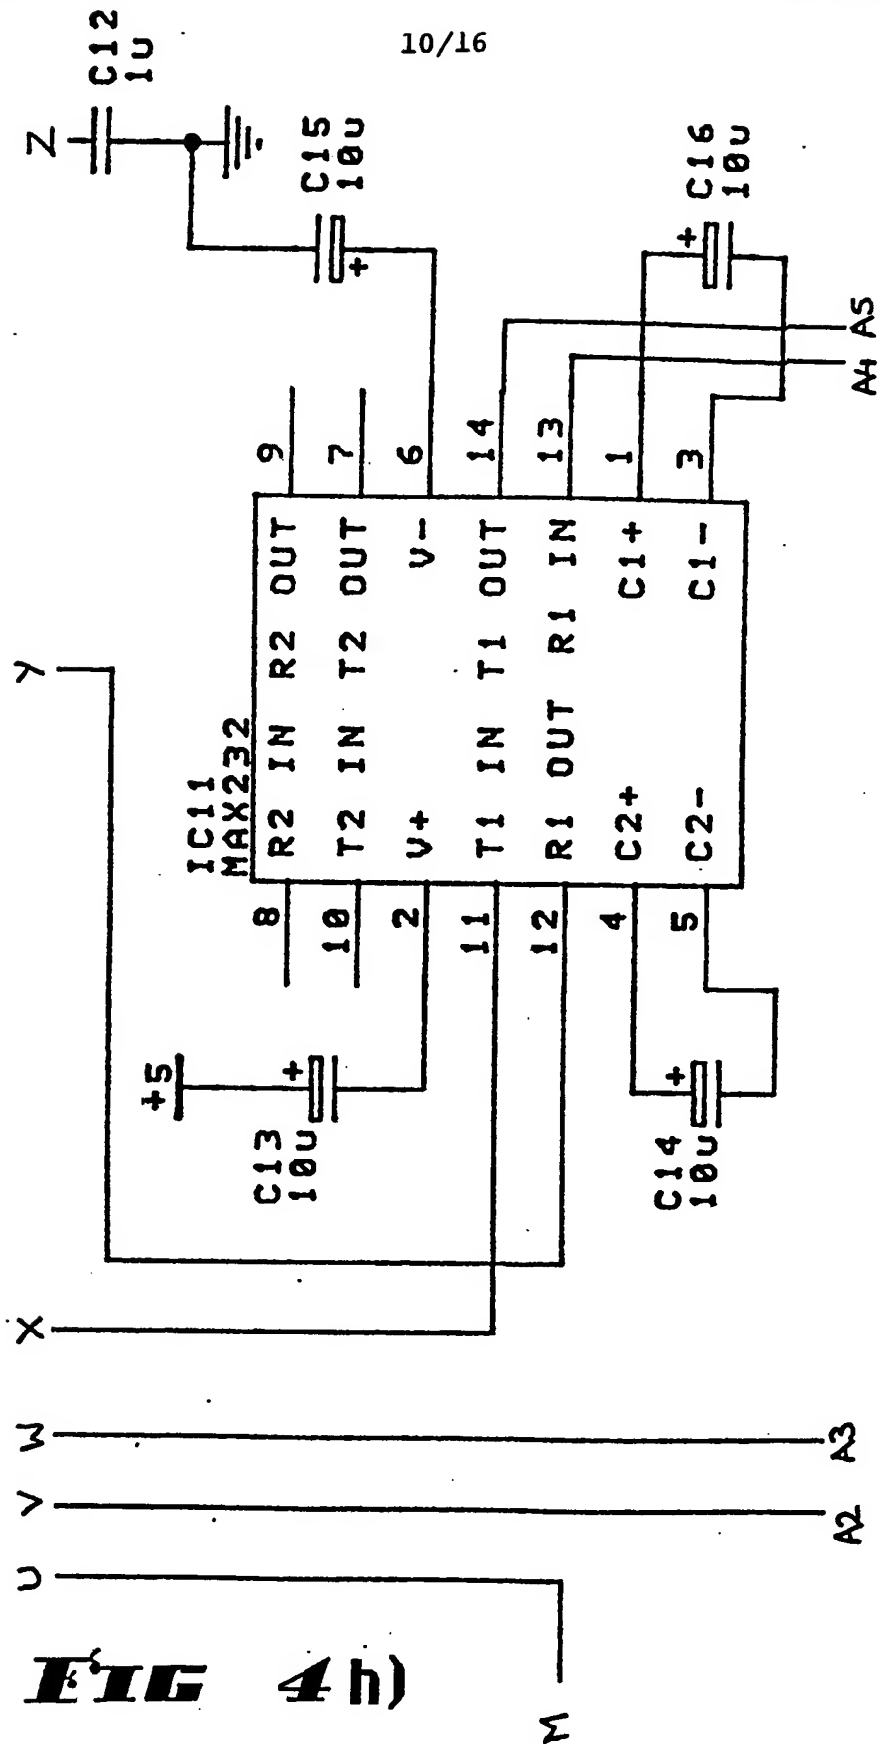 10/16
Z
C12
1U
C15
10U
C16
10U
A5
A4
Y
IC11
MAX232
8 R2 IN R2 OUT 9
10 T2 IN T2 OUT 7
2 V+ V- 6
11 T1 IN T1 OUT 14
12 R1 OUT R1 IN 13
4 C2+ C1+ 1
5 C2- C1- 3
+
+
+5
+
C13
10U
+
C14
10U
X
W
A3
V
A2
U
M
FIG 4h)